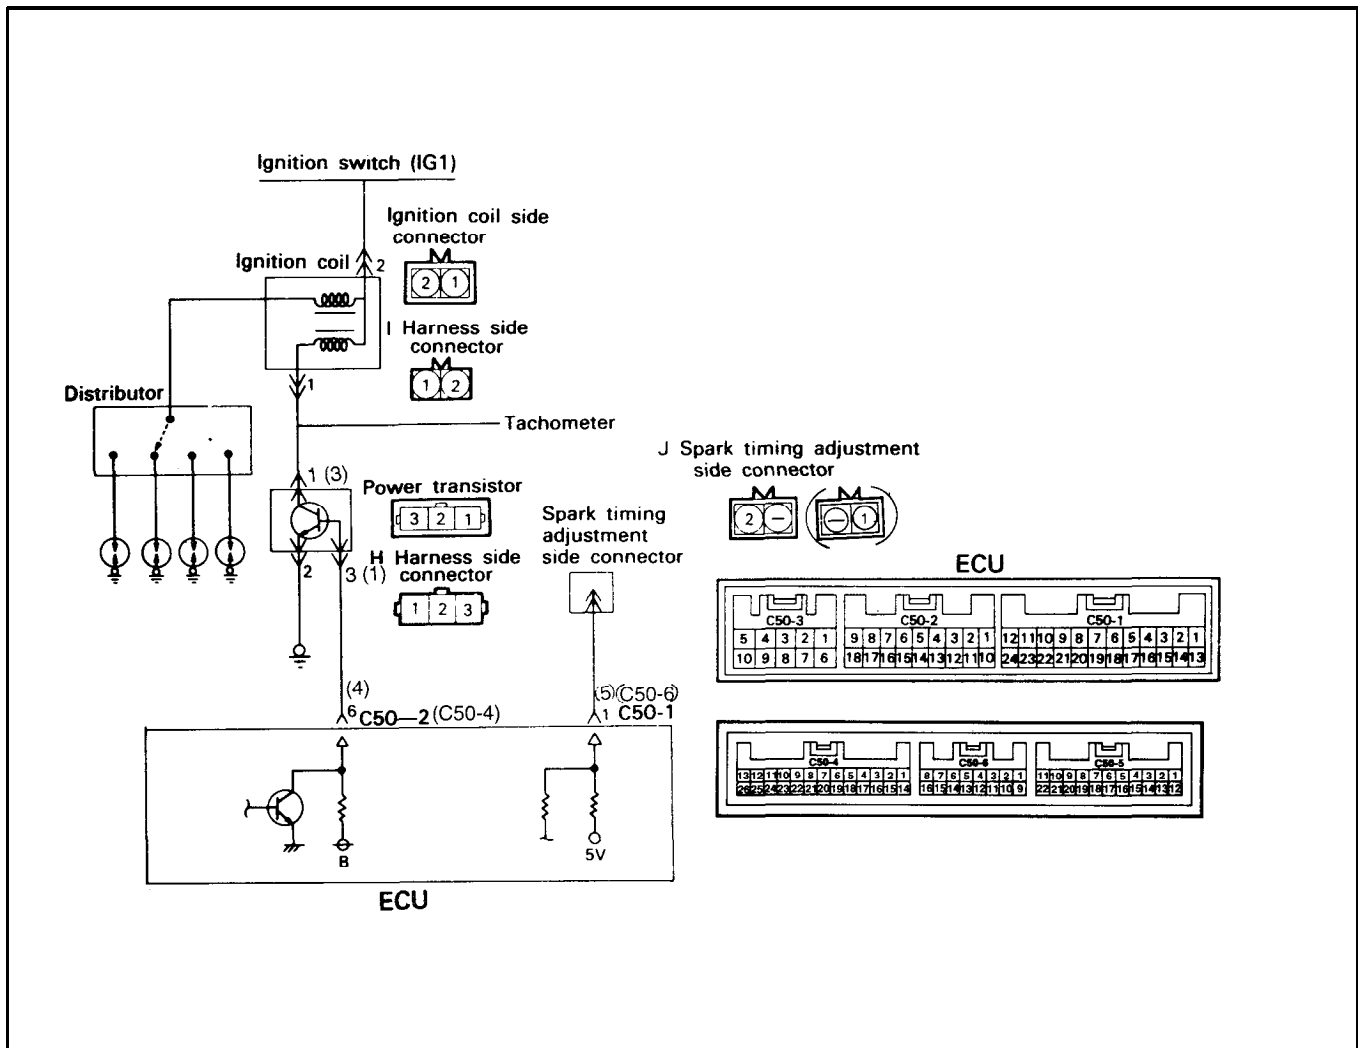 Ignition switch (IG1)
Ignition coil side
connector
Ignition coil
2
2 1
I Harness side
connector
1 2
1
Distributor
Tachometer
J Spark timing adjustment
side connector
2 —
— 1
1 (3)
Power transistor
3 2 1
Spark timing
adjustment
side connector
2
3 (1)
H Harness side
connector
1 2 3
ECU
C50-3 C50-2 C50-1
5 4 3 2 1 9 8 7 6 5 4 3 2 1 12 11 10 9 8 7 6 5 4 3 2 1
10 9 8 7 6 18 17 16 15 14 13 12 11 10 24 23 22 21 20 19 18 17 16 15 14 13
(4)
6 C50—2 (C50-4)
(5) (C50-6)
1 C50-1
C50-4 C50-6 C50-5
13 12 11 10 9 8 7 6 5 4 3 2 1 8 7 6 5 4 3 2 1 11 10 9 8 7 6 5 4 3 2 1
26 25 24 23 22 21 20 19 18 17 16 15 14 16 15 14 13 12 11 10 9 22 21 20 19 18 17 16 15 14 13 12
B
5V
ECU